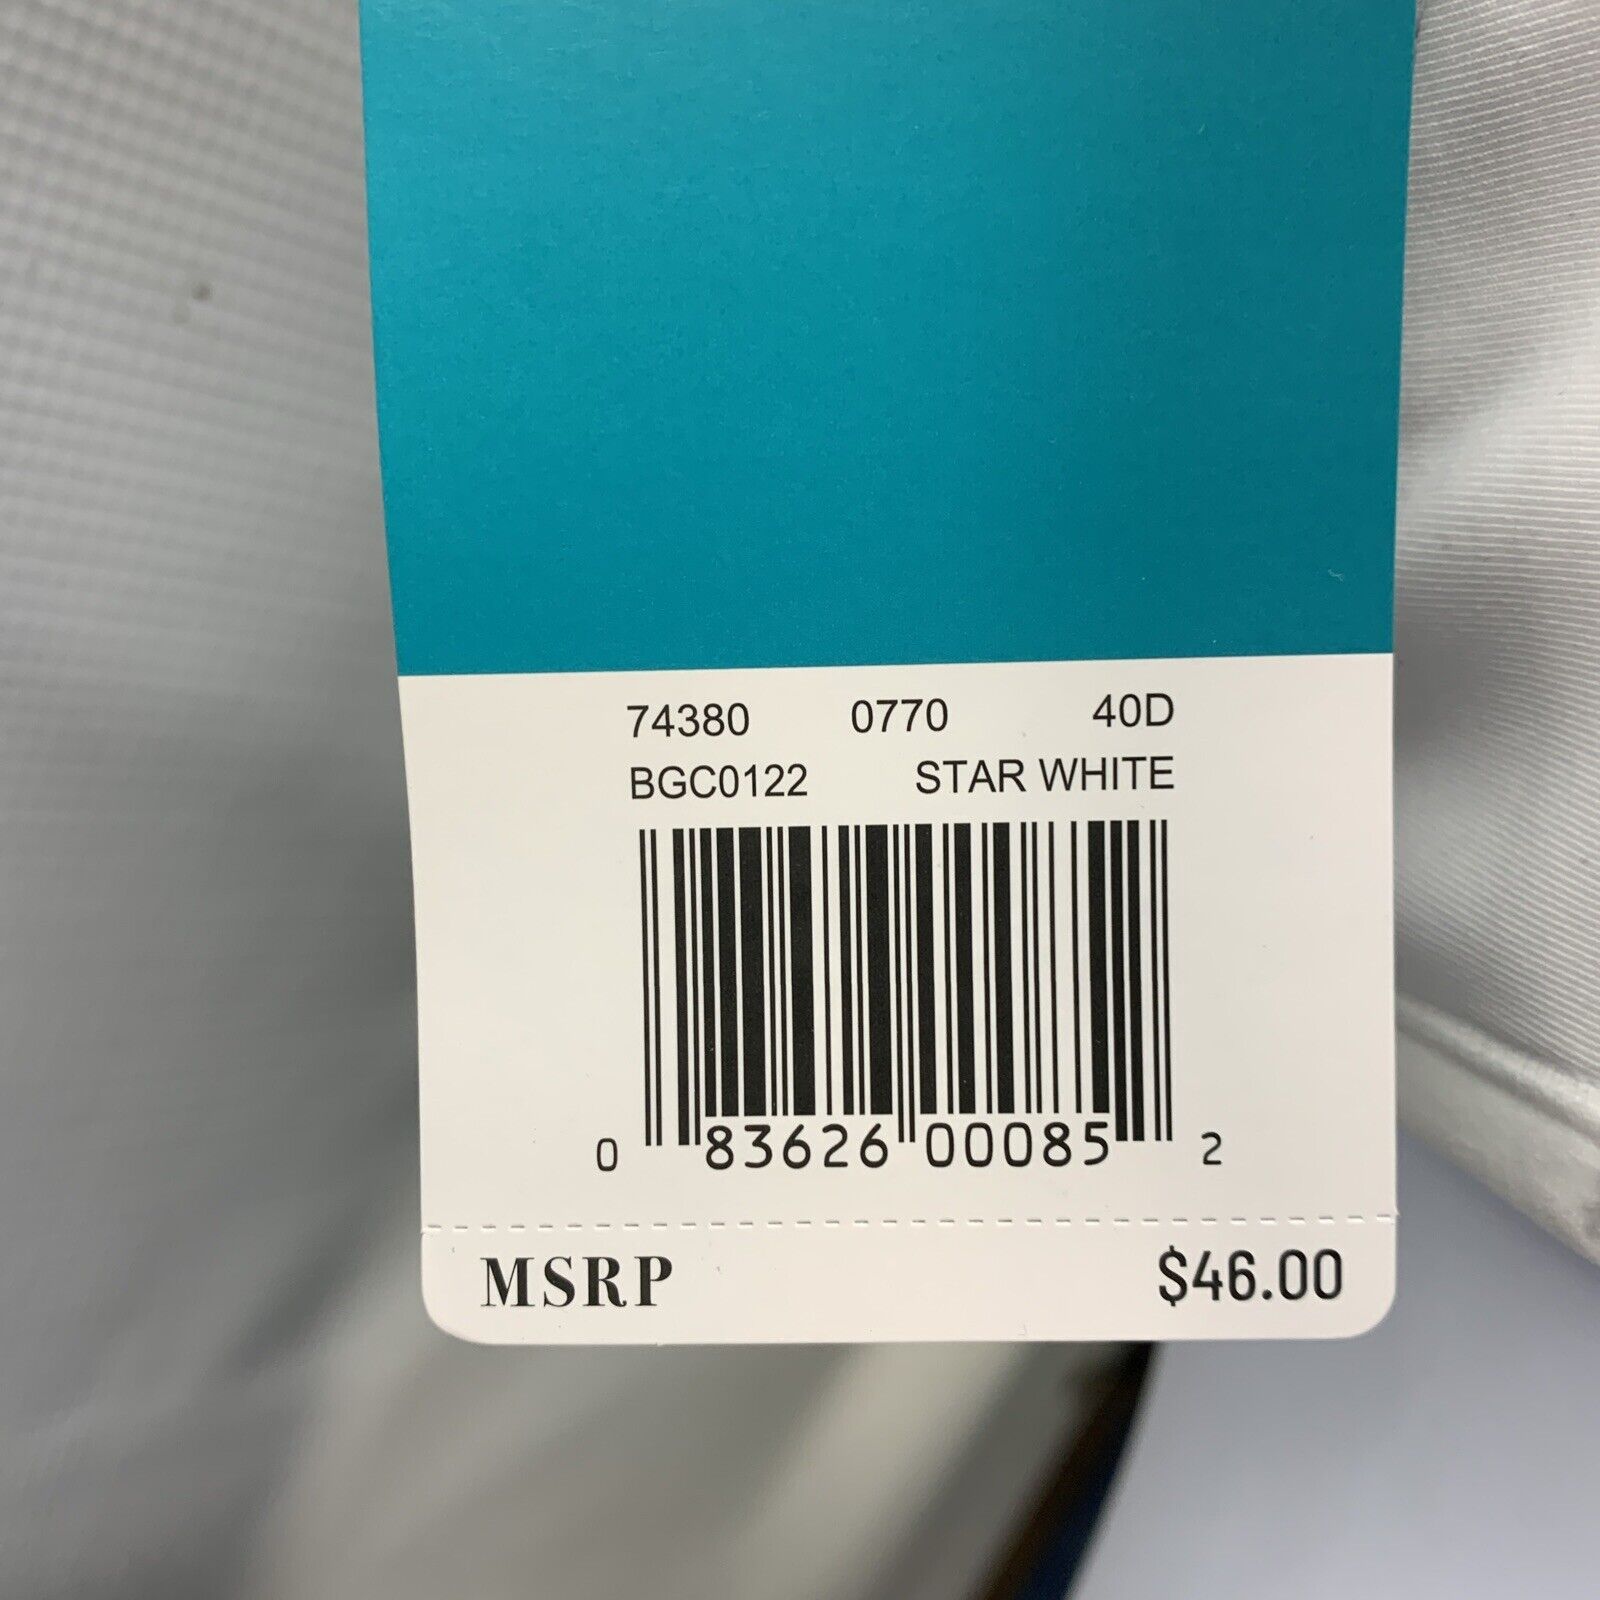 74380 0770 40D
BGC0122 STAR WHITE
0 83626 00085 2
MSRP $46.00